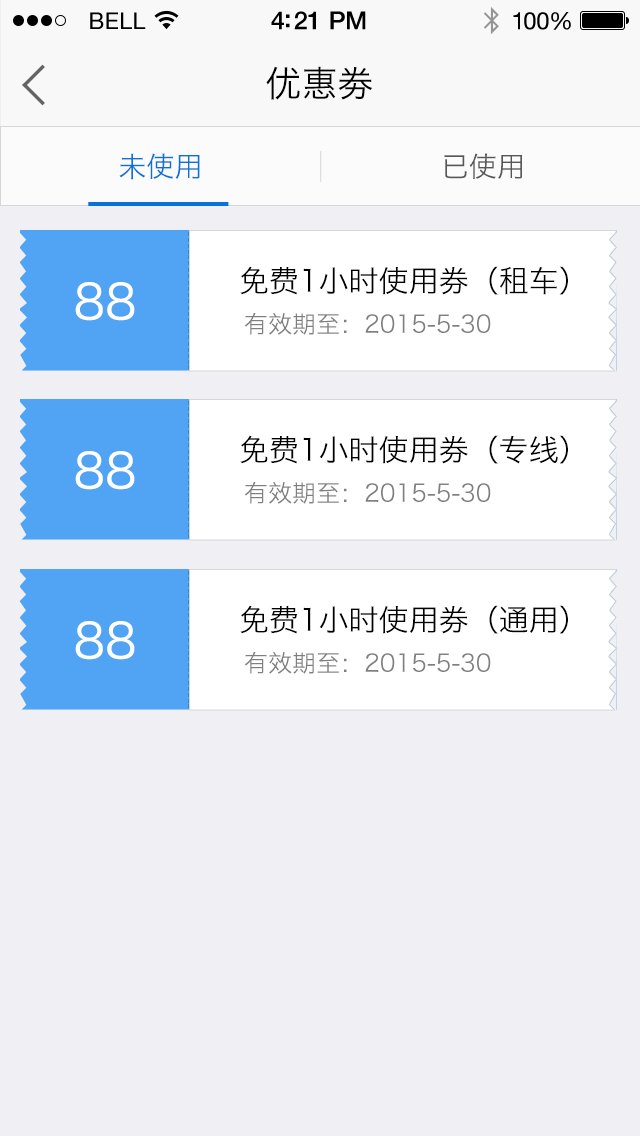 BELL 4:21 PM 100%
优惠券
未使用 已使用
88
免费1小时使用券（租车）
有效期至：2015-5-30
88
免费1小时使用券（专线）
有效期至：2015-5-30
88
免费1小时使用券（通用）
有效期至：2015-5-30